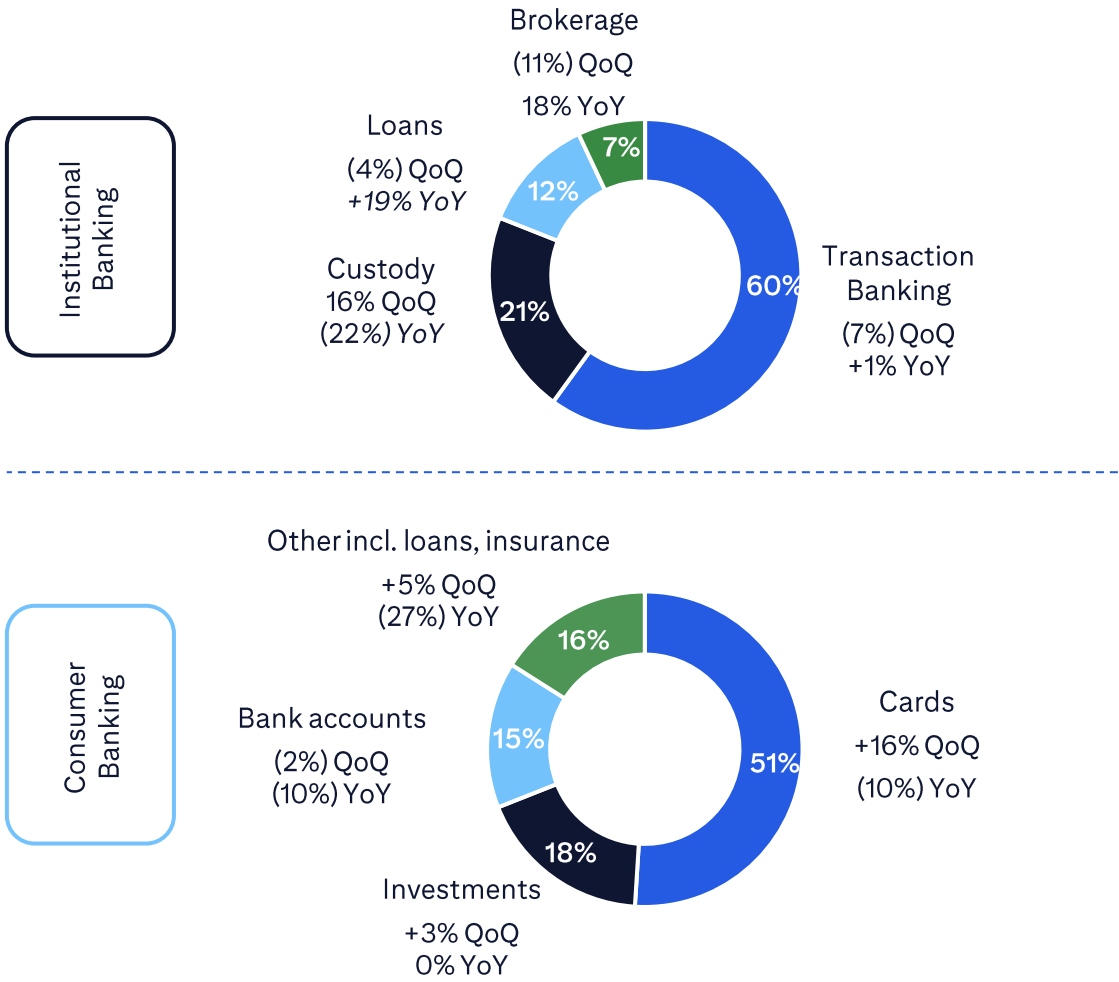 Institutional
Banking
Brokerage
(11%) QoQ
18% YoY
Loans
(4%) QoQ
+19% YoY
Custody
16% QoQ
(22%) YoY
7%
12%
21%
60%
Transaction
Banking
(7%) QoQ
+1% YoY
Consumer
Banking
Other incl. loans, insurance
+5% QoQ
(27%) YoY
Bank accounts
(2%) QoQ
(10%) YoY
Investments
+3% QoQ
0% YoY
16%
15%
18%
51%
Cards
+16% QoQ
(10%) YoY